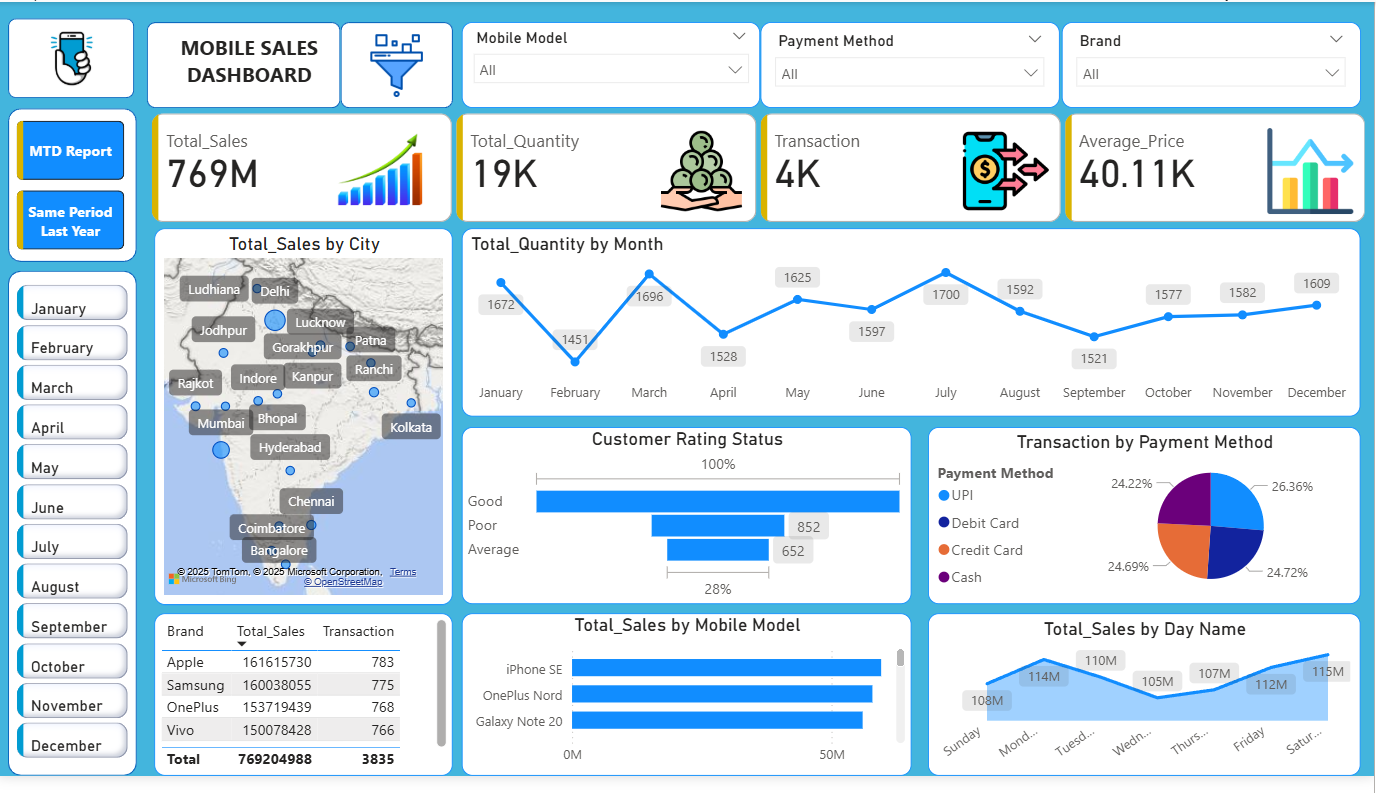 MOBILE SALES
DASHBOARD
Mobile Model
All
Payment Method
All
Brand
All
MTD Report
Same Period
Last Year
January
February
March
April
May
June
July
August
September
October
November
December
Total_Sales
769M
Total_Quantity
19K
Transaction
4K
$
Average_Price
40.11K
Total_Sales by City
Ludhiana
Delhi
Jodhpur
Lucknow
Gorakhpur
Patna
Rajkot
Indore
Kanpur
Ranchi
Mumbai
Bhopal
Kolkata
Hyderabad
Chennai
Coimbatore
Bangalore
© 2025 TomTom, © 2025 Microsoft Corporation, Terms
Microsoft Bing
© OpenStreetMap
Total_Quantity by Month
1672
1451
1696
1528
1625
1597
1700
1592
1521
1577
1582
1609
January February March April May June July August September October November December
Customer Rating Status
100%
Good
Poor 852
Average 652
28%
Transaction by Payment Method
Payment Method
UPI
Debit Card
Credit Card
Cash
24.22%
26.36%
24.69%
24.72%
Brand Total_Sales Transaction
Apple 161615730 783
Samsung 160038055 775
OnePlus 153719439 768
Vivo 150078428 766
Total 769204988 3835
Total_Sales by Mobile Model
iPhone SE
OnePlus Nord
Galaxy Note 20
0M 50M
Total_Sales by Day Name
108M
114M
110M
105M
107M
112M
115M
Sunday Mond... Tuesd... Wedn... Thurs... Friday Satur...